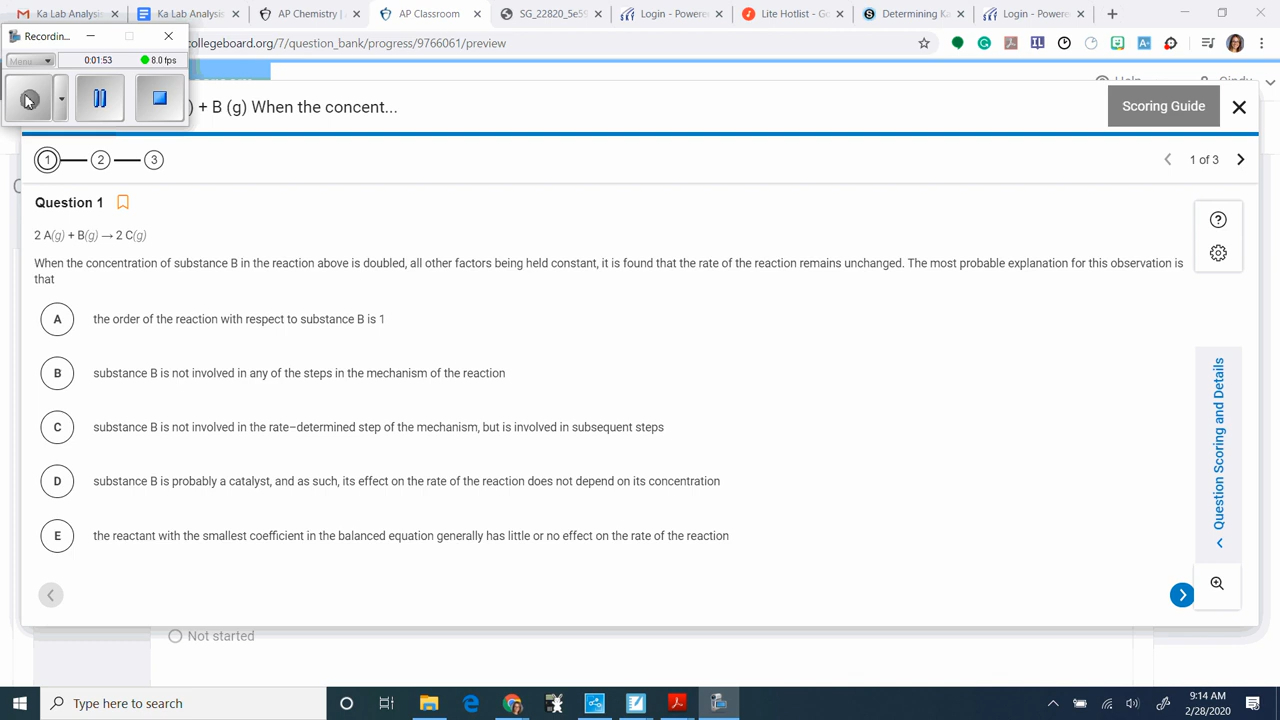 Ka Lab Analysis
Ka Lab Analysis
AP Chemistry |
AP Classroom
SG_22820
Login - Powere
Lite Hotlist - Go
Determining Ka
Login - Powere
Recordin...
collegeboard.org/7/question_bank/progress/9766061/preview
Menu
0:01:53
8.0 fps
Help
Cindy
) + B (g) When the concent...
Scoring Guide
1
2
3
1 of 3
Question 1
2 A(g) + B(g) → 2 C(g)
When the concentration of substance B in the reaction above is doubled, all other factors being held constant, it is found that the rate of the reaction remains unchanged. The most probable explanation for this observation is
that
A the order of the reaction with respect to substance B is 1
B substance B is not involved in any of the steps in the mechanism of the reaction
C substance B is not involved in the rate–determined step of the mechanism, but is involved in subsequent steps
D substance B is probably a catalyst, and as such, its effect on the rate of the reaction does not depend on its concentration
E the reactant with the smallest coefficient in the balanced equation generally has little or no effect on the rate of the reaction
Question Scoring and Details
Not started
Type here to search
9:14 AM
2/28/2020